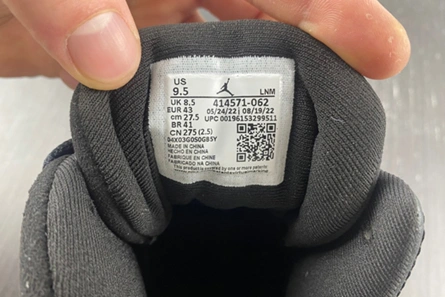 US
9.5
LNM
UK 8.5
414571-062
EUR 43
05/24/22 | 08/19/22
cm 27.5
UPC 00196153299511
BR 41
CN 275 (2.5)
MADE IN CHINA
HECHO EN CHINA
FABRIQUE EN CHINE
FABRICADO NA CHINA